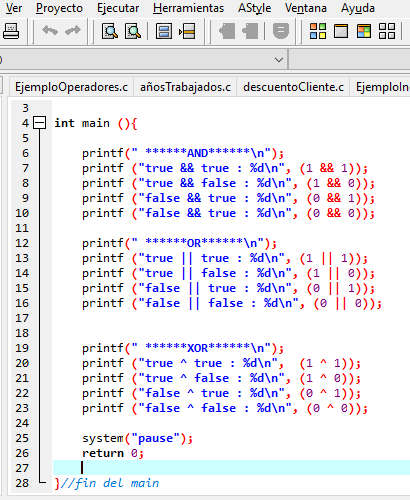 Ver Proyecto Ejecutar Herramientas AStyle Ventana Ayuda
EjemploOperadores.c añosTrabajados.c descuentoCliente.c EjemploIn
3
4 int main (){
5
6 printf(" ******AND******\n");
7 printf ("true && true : %d\n", (1 && 1));
8 printf ("true && false : %d\n", (1 && 0));
9 printf ("false && true : %d\n", (0 && 1));
10 printf ("false && true : %d\n", (0 && 0));
11
12 printf(" ******OR******\n");
13 printf ("true || true : %d\n", (1 || 1));
14 printf ("true || false : %d\n", (1 || 0));
15 printf ("false || true : %d\n", (0 || 1));
16 printf ("false || false : %d\n", (0 || 0));
17
18
19 printf(" ******XOR******\n");
20 printf ("true ^ true : %d\n", (1 ^ 1));
21 printf ("true ^ false : %d\n", (1 ^ 0));
22 printf ("false ^ true : %d\n", (0 ^ 1));
23 printf ("false ^ false : %d\n", (0 ^ 0));
24
25 system("pause");
26 return 0;
27
28 }//fin del main